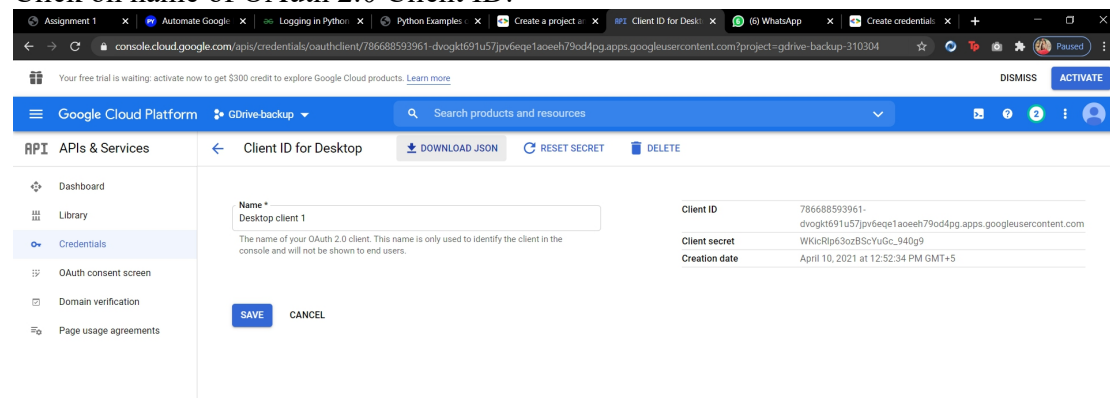 Click on name of OAuth 2.0 Client ID.
Assignment 1 Automate Google Logging in Python Python Examples Create a project an Client ID for Deskt (6) WhatsApp Create credentials
console.cloud.google.com/apis/credentials/oauthclient/786688593961-dvogkt691u57jpv6eqe1aoeeh79od4pg.apps.googleusercontent.com?project=gdrive-backup-310304 Paused
Your free trial is waiting: activate now to get $300 credit to explore Google Cloud products. Learn more DISMISS ACTIVATE
Google Cloud Platform GDrive-backup Search products and resources 2
API APIs & Services Client ID for Desktop DOWNLOAD JSON RESET SECRET DELETE
Dashboard
Name *
Library Desktop client 1
Client ID 786688593961-
dvogkt691u57jpv6eqe1aoeeh79od4pg.apps.googleusercontent.com
Credentials The name of your OAuth 2.0 client. This name is only used to identify the client in the
console and will not be shown to end users.
Client secret WKicRlp63ozBScYuGc_940g9
Creation date April 10, 2021 at 12:52:34 PM GMT+5
OAuth consent screen
Domain verification
SAVE CANCEL
Page usage agreements